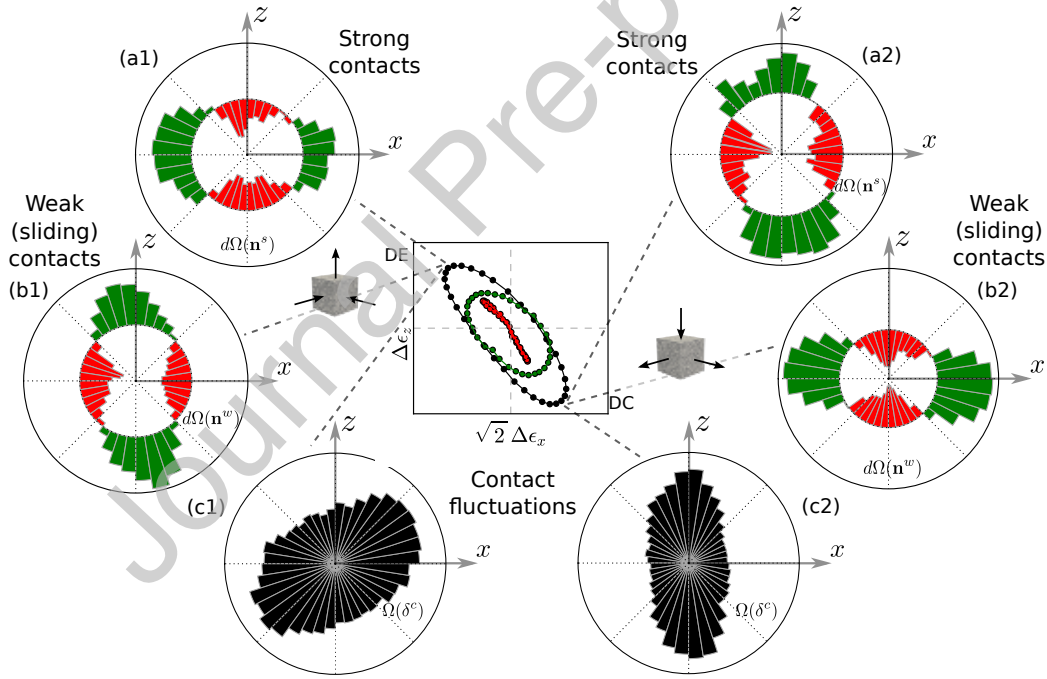 Journal Pre-p
z
(a1)
Strong
contacts
x
dΩ(n^s)
z
Strong
contacts
(a2)
x
dΩ(n^s)
Weak
(sliding)
contacts
(b1)
z
x
dΩ(n^w)
DE
Δϵ_z
√2 Δϵ_x
DC
z
Weak
(sliding)
contacts
(b2)
x
dΩ(n^w)
z
(c1)
x
Ω(δ^c)
Contact
fluctuations
z
(c2)
x
Ω(δ^c)